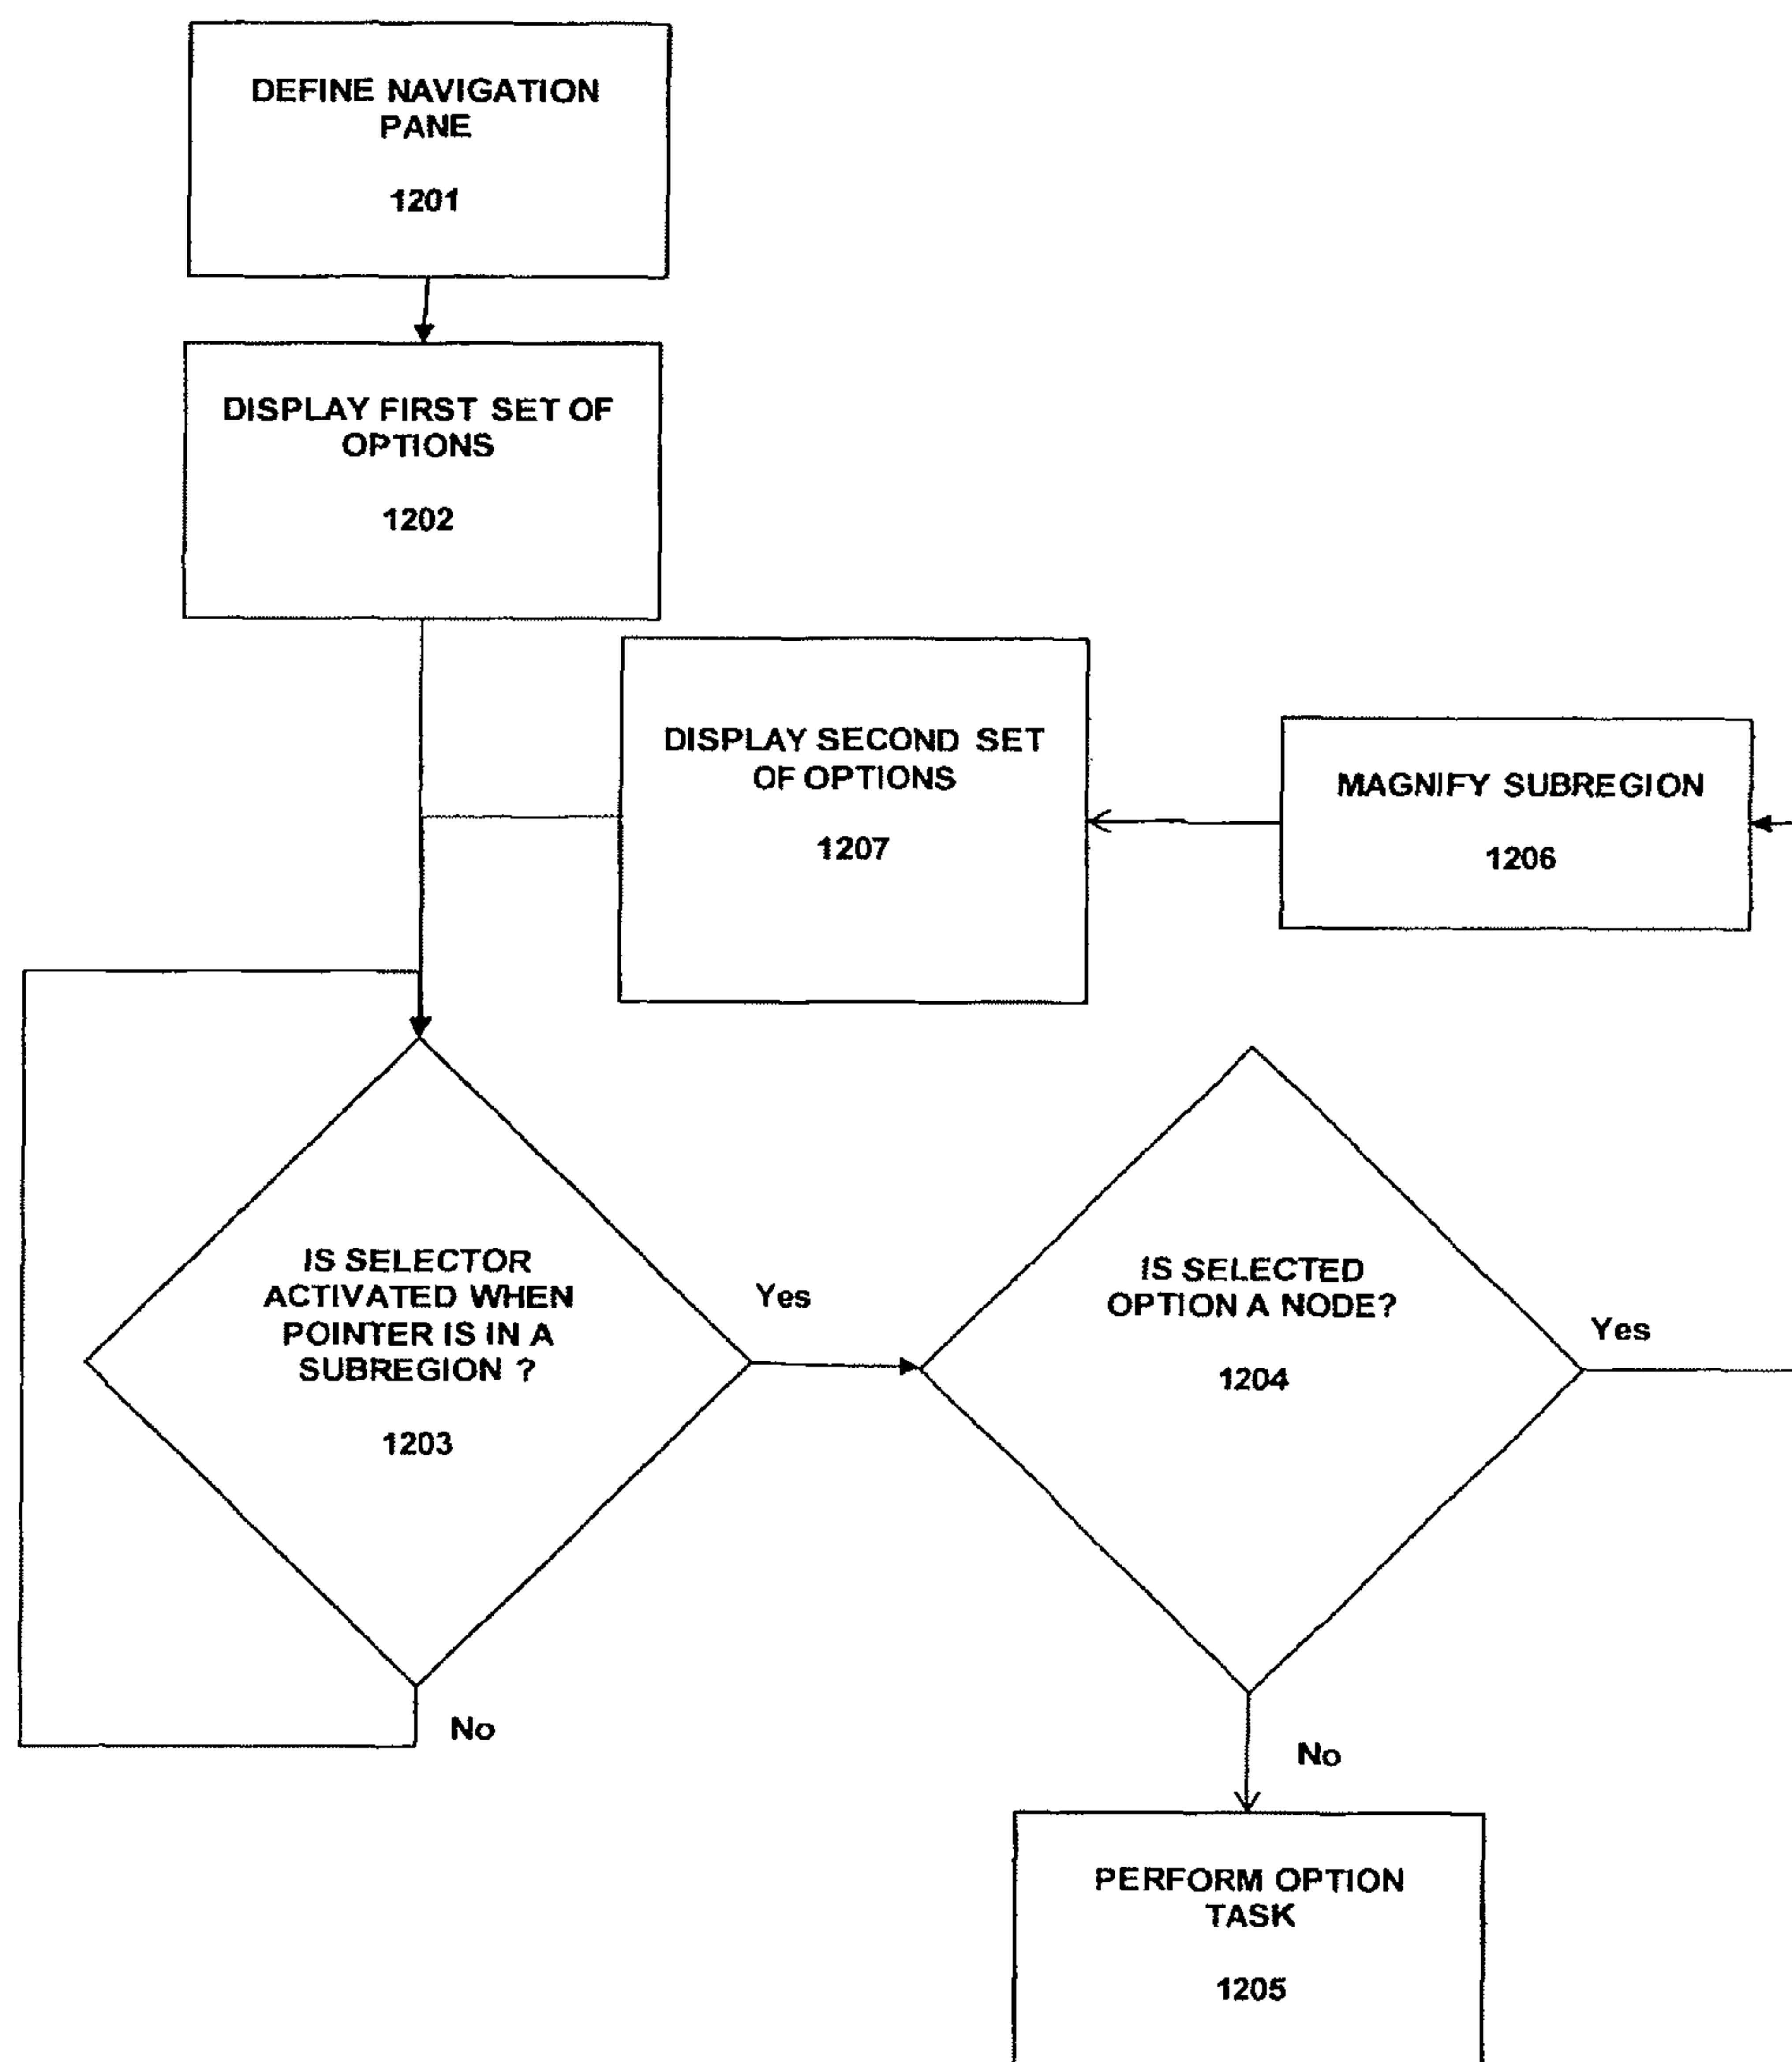 DEFINE NAVIGATION
PANE
1201
DISPLAY FIRST SET OF
OPTIONS
1202
DISPLAY SECOND SET
OF OPTIONS
1207
MAGNIFY SUBREGION
1206
IS SELECTOR
ACTIVATED WHEN
POINTER IS IN A
SUBREGION ?
1203
Yes
No
IS SELECTED
OPTION A NODE?
1204
Yes
No
PERFORM OPTION
TASK
1205